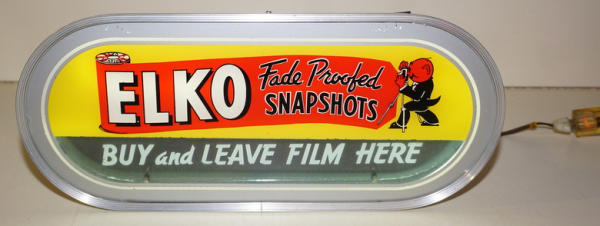 ELKO
Fade Proofed
SNAPSHOTS
BUY and LEAVE FILM HERE